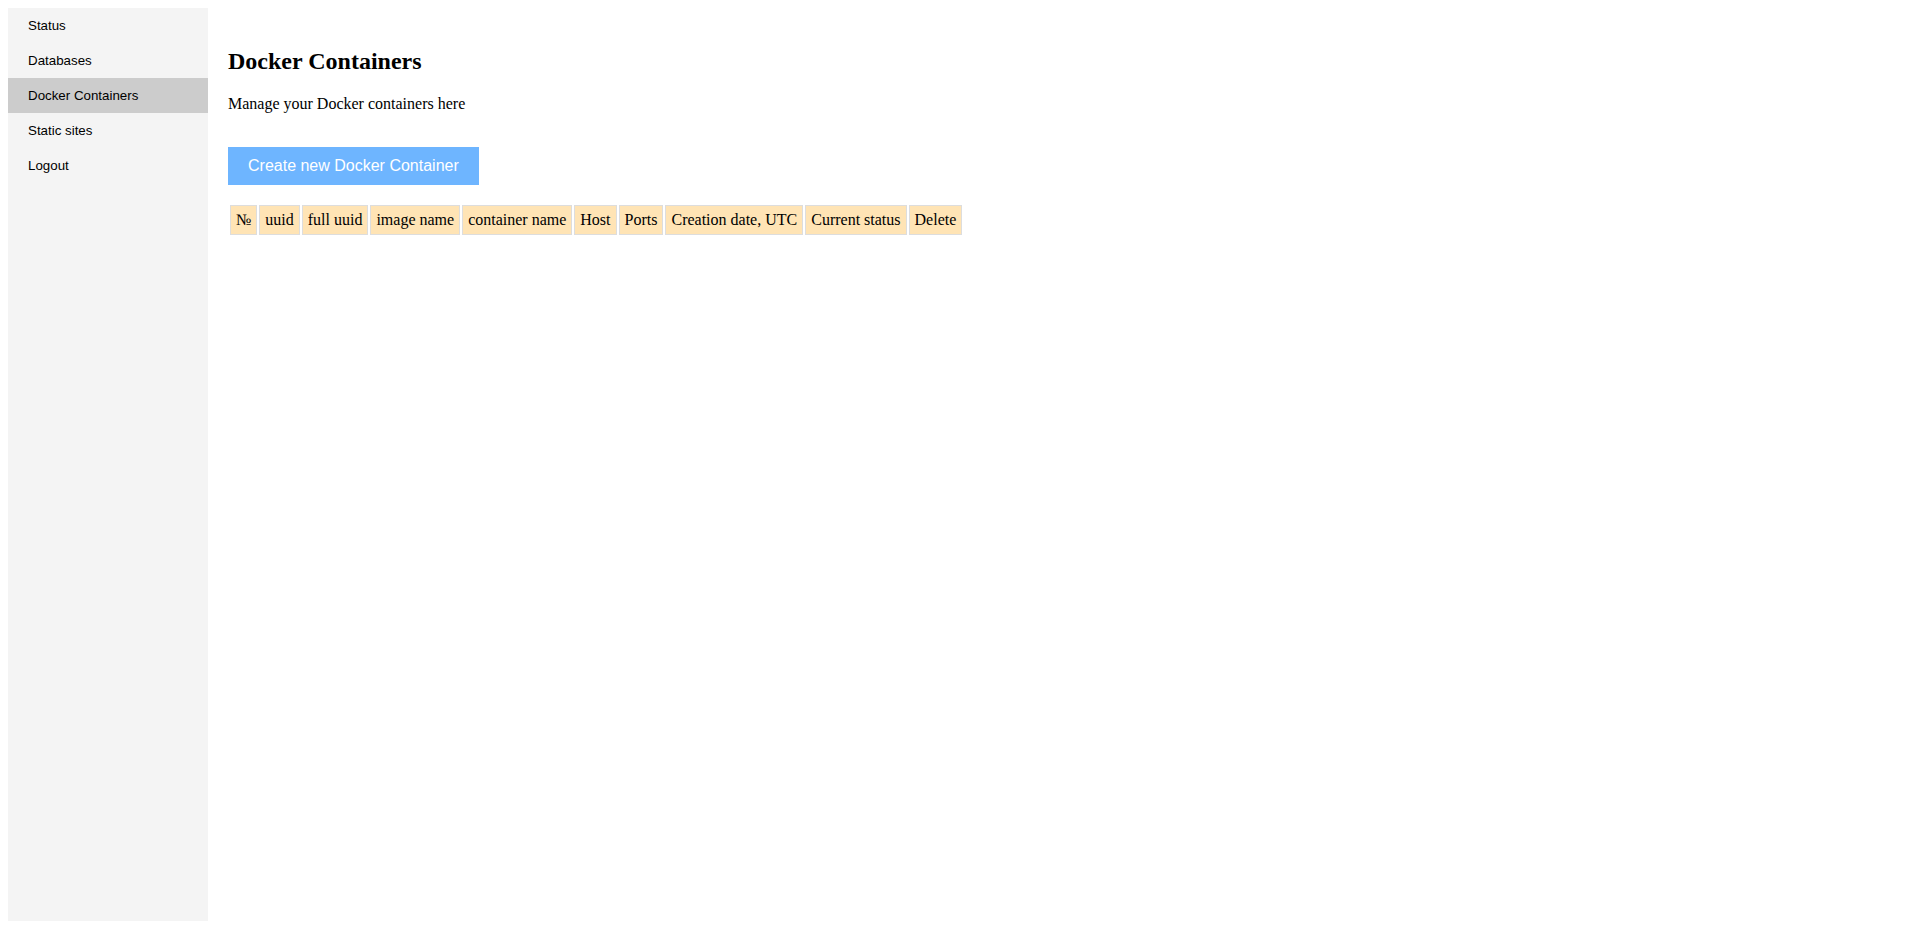 Status
Databases
Docker Containers
Static sites
Logout
Docker Containers
Manage your Docker containers here
Create new Docker Container
№ uuid full uuid image name container name Host Ports Creation date, UTC Current status Delete